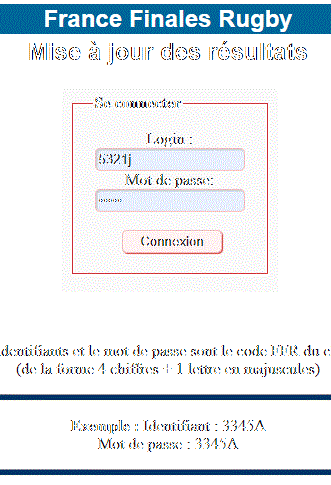 France Finales Rugby
Mise à jour des résultats
Se connecter
Login :
5321j
Mot de passe:
•••••
Connexion
identifiants et le mot de passe sont le code FFR du c
(de la forme 4 chiffres + 1 lettre en majuscules)
Exemple : Identifiant : 3345A
Mot de passe : 3345A